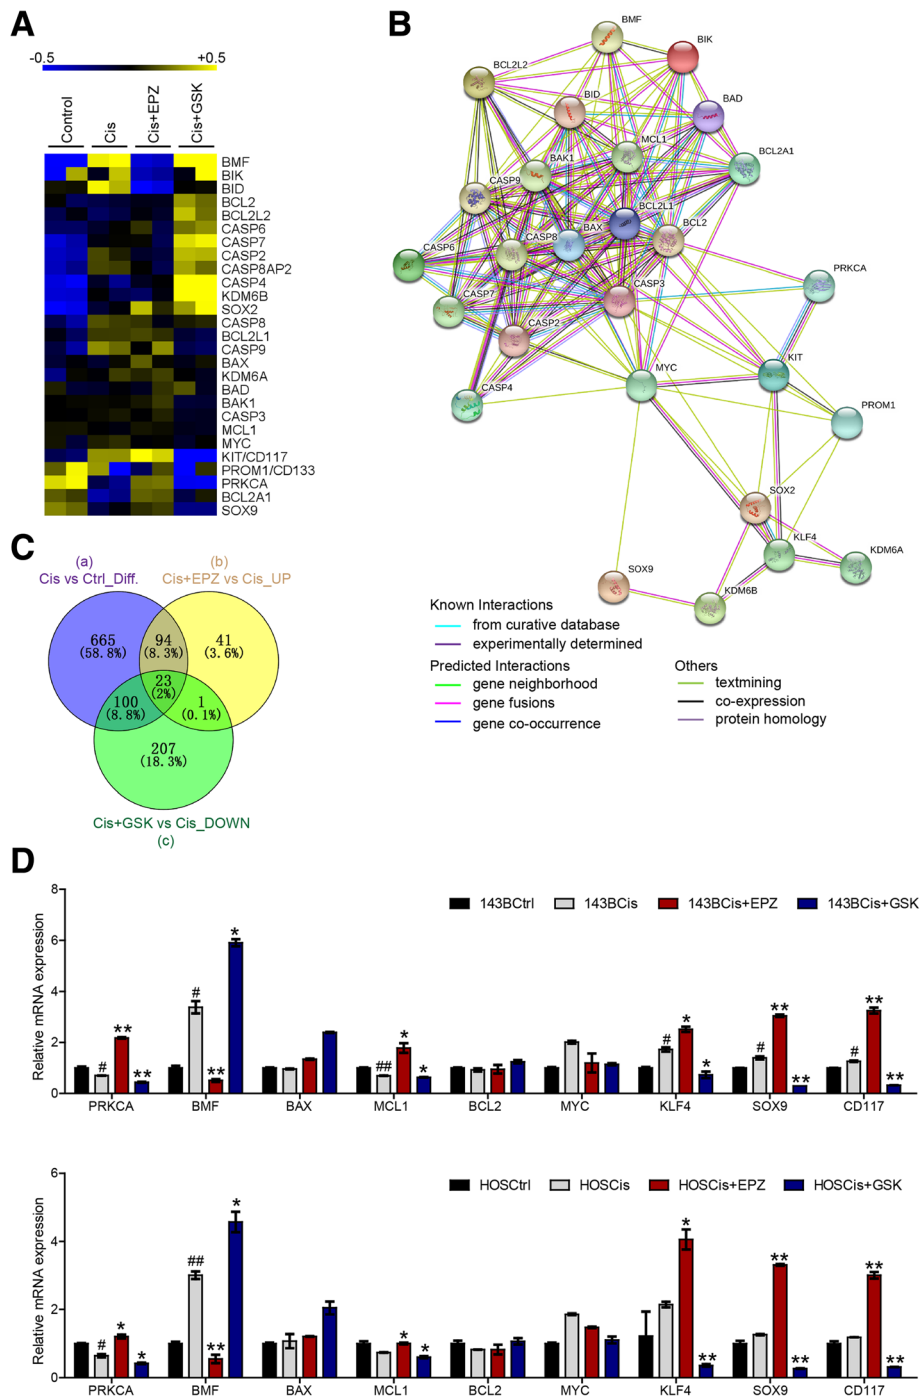 A
-0.5 +0.5
Control
Cis
Cis+EPZ
Cis+GSK
BMF
BIK
BID
BCL2
BCL2L2
CASP6
CASP7
CASP2
CASP8AP2
CASP4
KDM6B
SOX2
CASP8
BCL2L1
CASP9
BAX
KDM6A
BAD
BAK1
CASP3
MCL1
MYC
KIT/CD117
PROM1/CD133
PRKCA
BCL2A1
SOX9
B
BMF
BIK
BCL2L2
BID
BAD
MCL1
BCL2A1
BAK1
CASP9
BCL2L1
BCL2
BAX
CASP8
CASP6
PRKCA
CASP3
CASP7
CASP2
KIT
MYC
CASP4
PROM1
SOX2
KLF4
KDM6A
SOX9
KDM6B
Known Interactions
from curative database
experimentally determined
Predicted Interactions
gene neighborhood
gene fusions
gene co-occurrence
Others
textmining
co-expression
protein homology
C
(a)
Cis vs Ctrl_Diff.
(b)
Cis+EPZ vs Cis_UP
665
(58.8%)
94
(8.3%)
41
(3.6%)
23
(2%)
100
(8.8%)
1
(0.1%)
207
(18.3%)
Cis+GSK vs Cis_DOWN
(c)
D
Relative mRNA expression
8
6
4
2
0
143BCtrl 143BCis 143BCis+EPZ 143BCis+GSK
# ** **
# ** *
## * *
# * *
# ** **
# ** **
PRKCA BMF BAX MCL1 BCL2 MYC KLF4 SOX9 CD117
Relative mRNA expression
6
4
2
0
HOSCtrl HOSCis HOSCis+EPZ HOSCis+GSK
# * *
## ** *
* *
* **
** **
** **
PRKCA BMF BAX MCL1 BCL2 MYC KLF4 SOX9 CD117